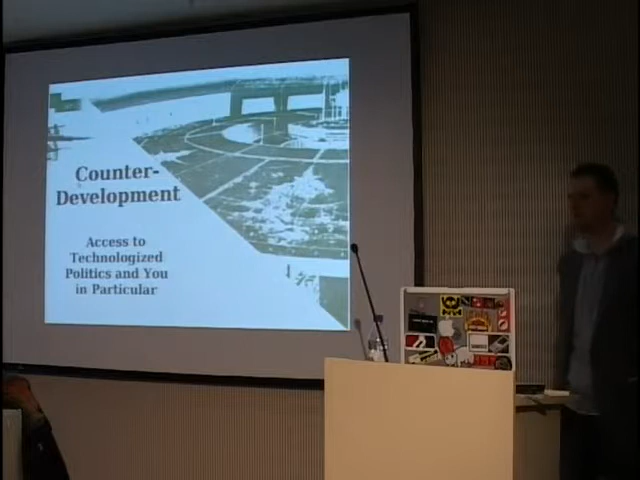 Counter-
Development
Access to
Technologized
Politics and You
in Particular